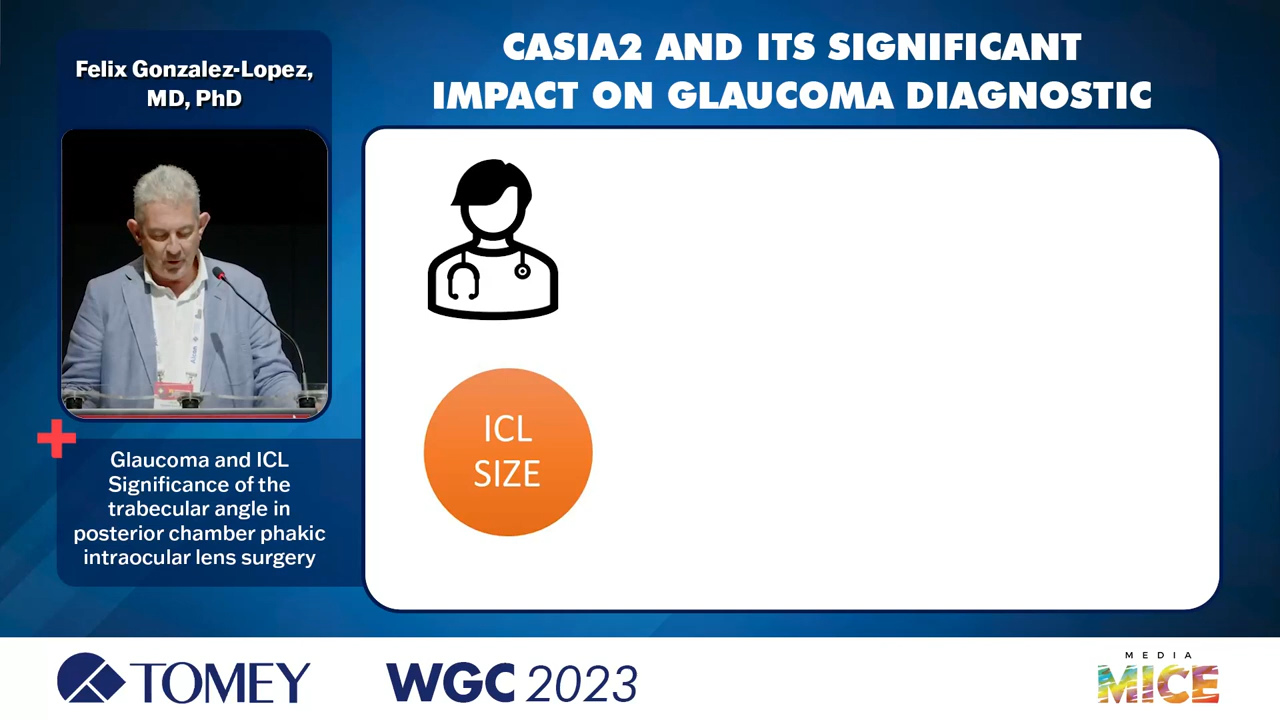 Felix Gonzalez-Lopez,
MD, PhD
CASIA2 AND ITS SIGNIFICANT
IMPACT ON GLAUCOMA DIAGNOSTIC
ICL
SIZE
Glaucoma and ICL
Significance of the
trabecular angle in
posterior chamber phakic
intraocular lens surgery
TOMEY
WGC 2023
MEDIA
MICE